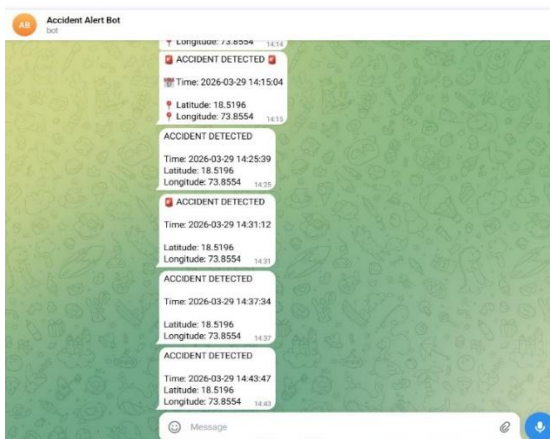 AB
Accident Alert Bot
bot
Longitude: 73.8554 14:14
ACCIDENT DETECTED
Time: 2026-03-29 14:15:04
Latitude: 18.5196
Longitude: 73.8554 14:15
ACCIDENT DETECTED
Time: 2026-03-29 14:25:39
Latitude: 18.5196
Longitude: 73.8554 14:25
ACCIDENT DETECTED
Time: 2026-03-29 14:31:12
Latitude: 18.5196
Longitude: 73.8554 14:31
ACCIDENT DETECTED
Time: 2026-03-29 14:37:34
Latitude: 18.5196
Longitude: 73.8554 14:37
ACCIDENT DETECTED
Time: 2026-03-29 14:43:47
Latitude: 18.5196
Longitude: 73.8554 14:43
Message